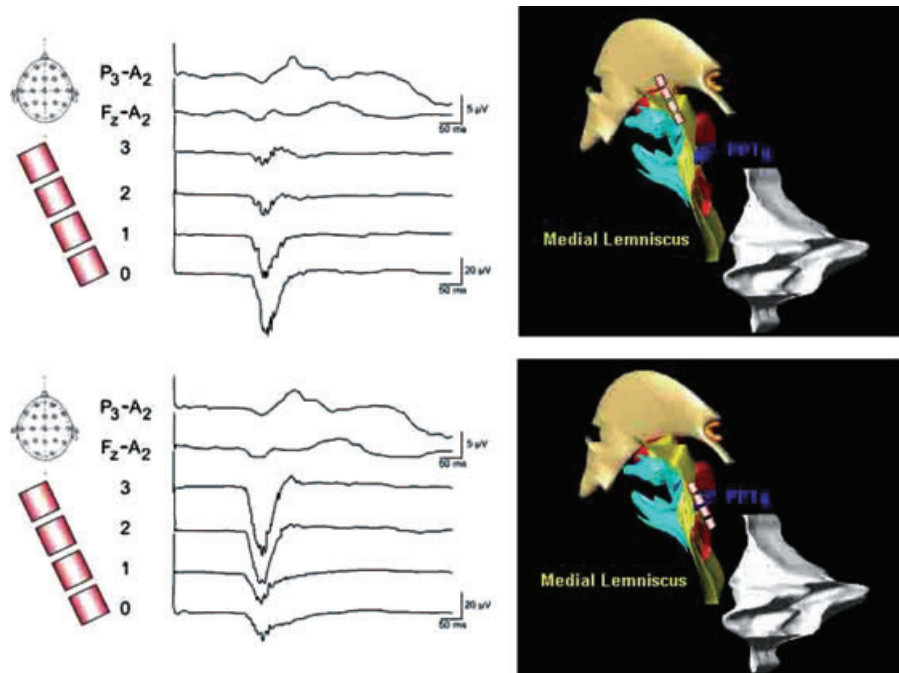 P3-A2
5 µV
50 ms
Fz-A2
3
2
1
0
20 µV
50 ms
PPTg
Medial Lemniscus
P3-A2
5 µV
50 ms
Fz-A2
3
2
1
0
20 µV
50 ms
PPTg
Medial Lemniscus